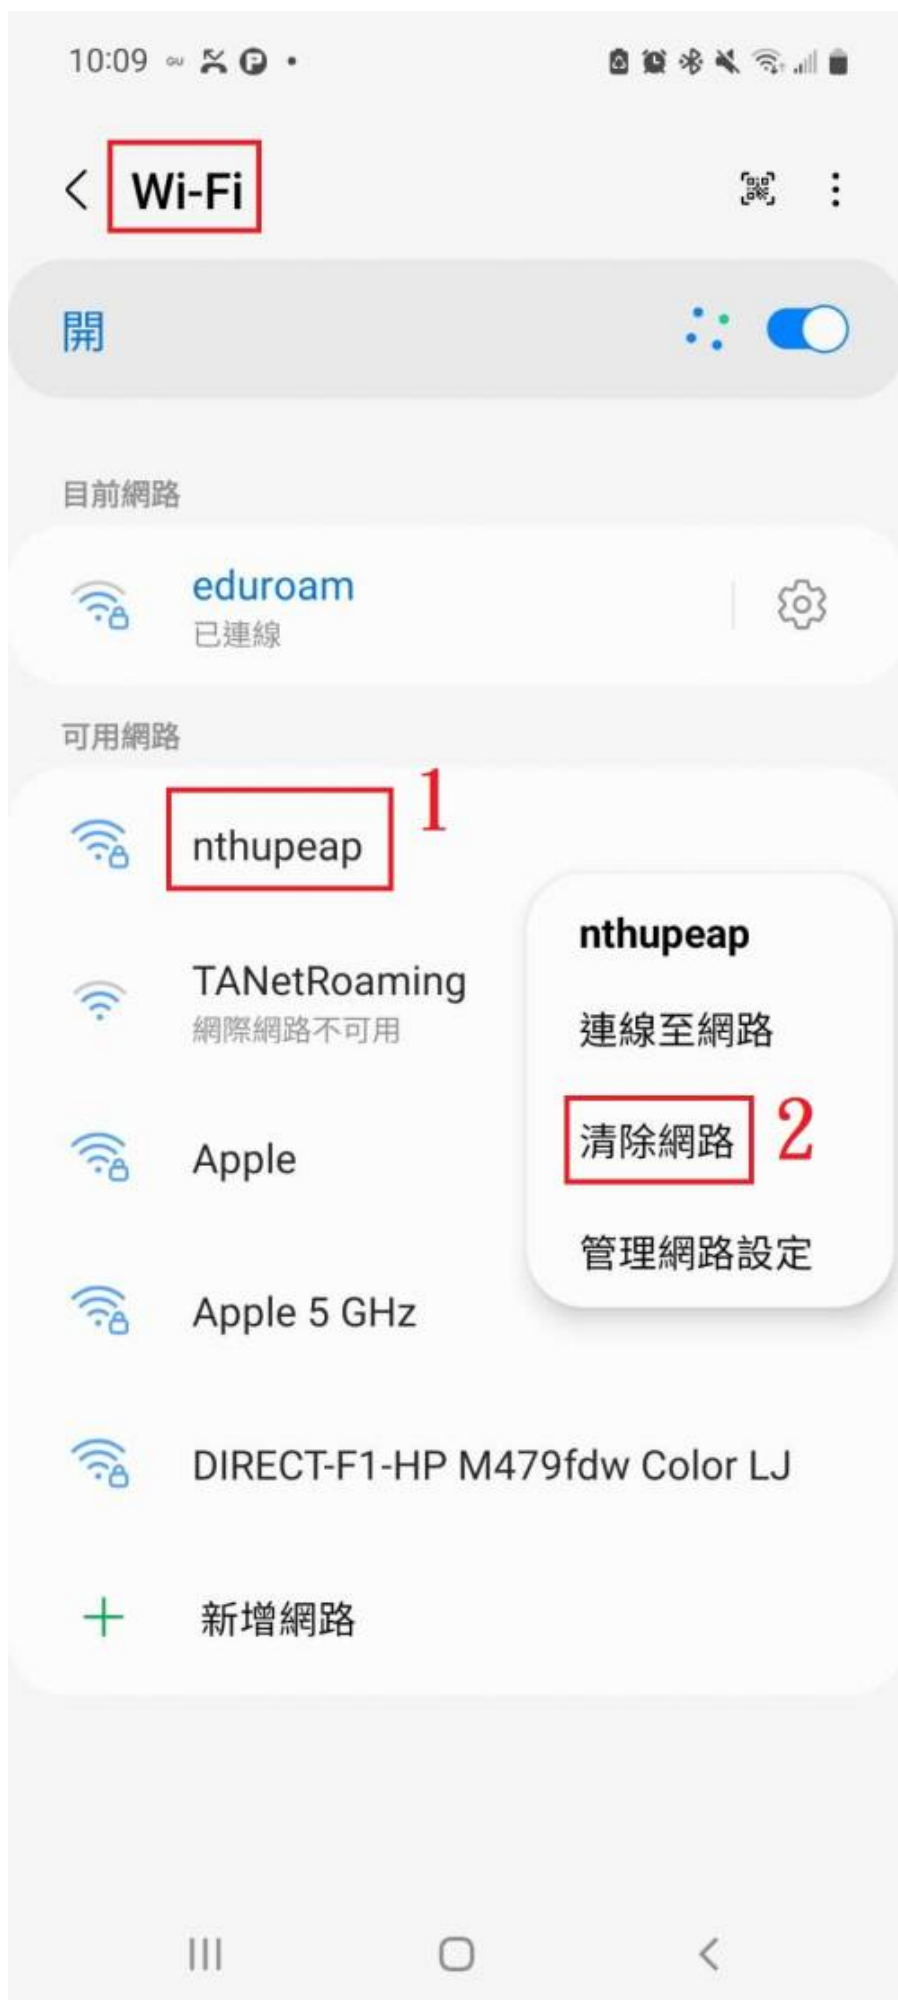 10:09
Wi-Fi
開
目前網路
eduroam
已連線
可用網路
nthupeap
1
TANetRoaming
網際網路不可用
Apple
Apple 5 GHz
DIRECT-F1-HP M479fdw Color LJ
新增網路
nthupeap
連線至網路
清除網路
2
管理網路設定